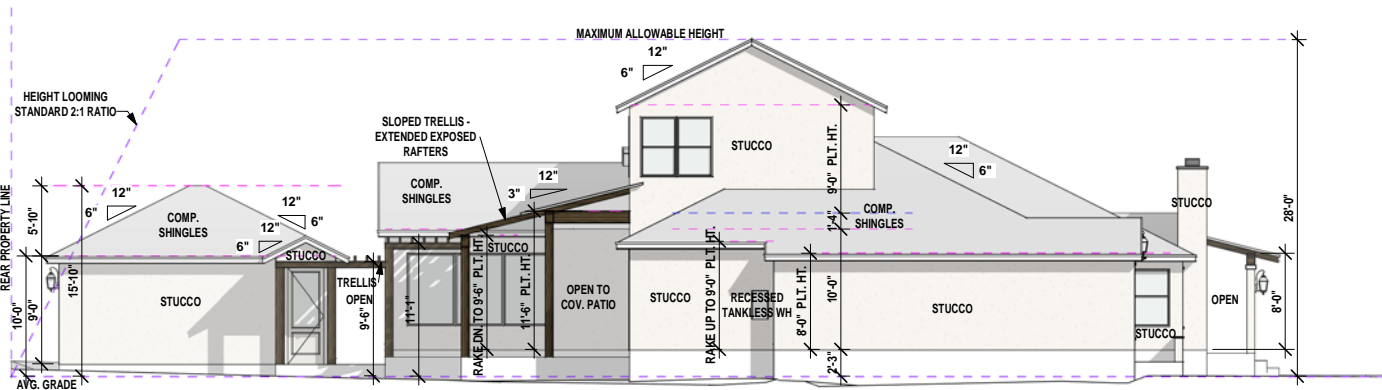 MAXIMUM ALLOWABLE HEIGHT
12"
6"
HEIGHT LOOMING
STANDARD 2:1 RATIO
SLOPED TRELLIS -
EXTENDED EXPOSED
RAFTERS
STUCCO
9'-0" PLT. HT.
12"
6"
28'-0"
REAR PROPERTY LINE
5'-10"
15'-10"
12"
6"
COMP.
SHINGLES
12"
6"
12"
6"
COMP.
SHINGLES
12"
3"
1'-4"
COMP.
SHINGLES
STUCCO
STUCCO
STUCCO
10'-0"
9'-0"
STUCCO
TRELLIS
OPEN
9'-6"
11'-1"
RAKE DN. TO 9'-6" PLT. HT.
11'-6" PLT. HT.
OPEN TO
COV. PATIO
STUCCO
RAKE UP TO 9'-0" PLT. HT.
RECESSED
TANKLESS WH
8'-0" PLT. HT.
10'-0"
STUCCO
STUCCO
OPEN
8'-0"
2'-3"
AVG. GRADE